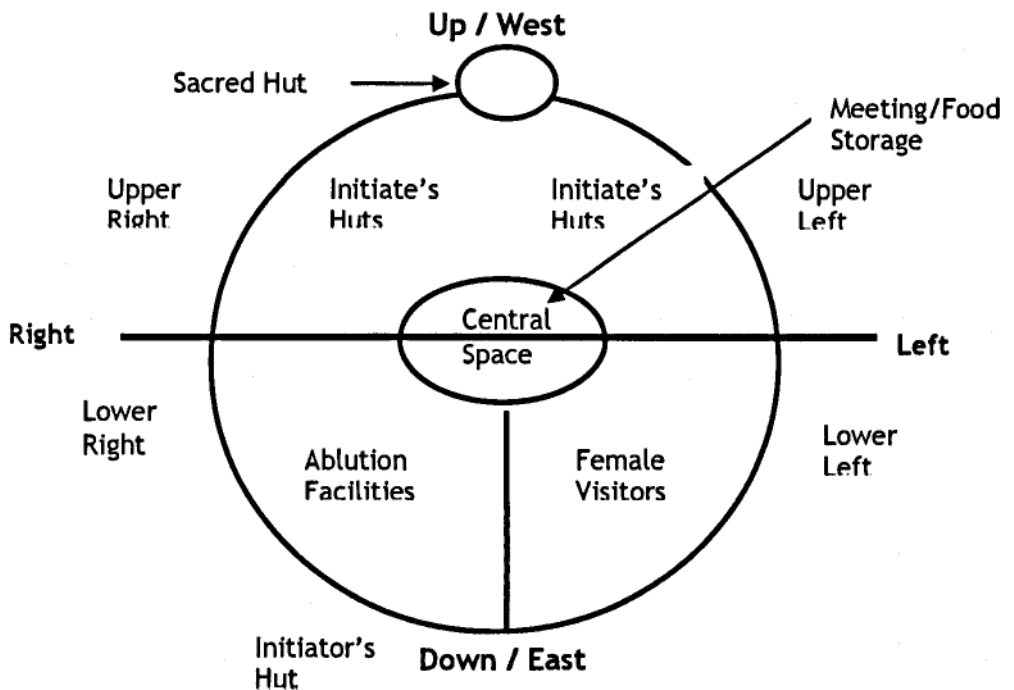 Up / West
Sacred Hut
Meeting/Food
Storage
Upper
Right
Initiate's
Huts
Initiate's
Huts
Upper
Left
Central
Space
Right
Left
Lower
Right
Lower
Left
Ablution
Facilities
Female
Visitors
Initiator's
Hut
Down / East